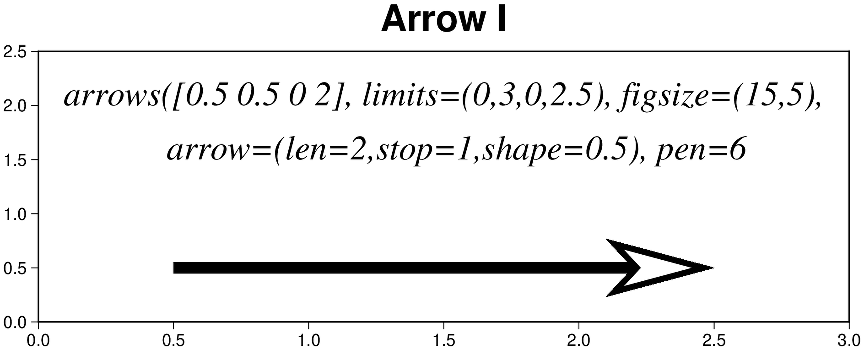 Arrow I
2.5
arrows([0.5 0.5 0 2], limits=(0,3,0,2.5), figsize=(15,5),
2.0
arrow=(len=2,stop=1,shape=0.5), pen=6
1.5
1.0
0.5
0.0
0.0 0.5 1.0 1.5 2.0 2.5 3.0